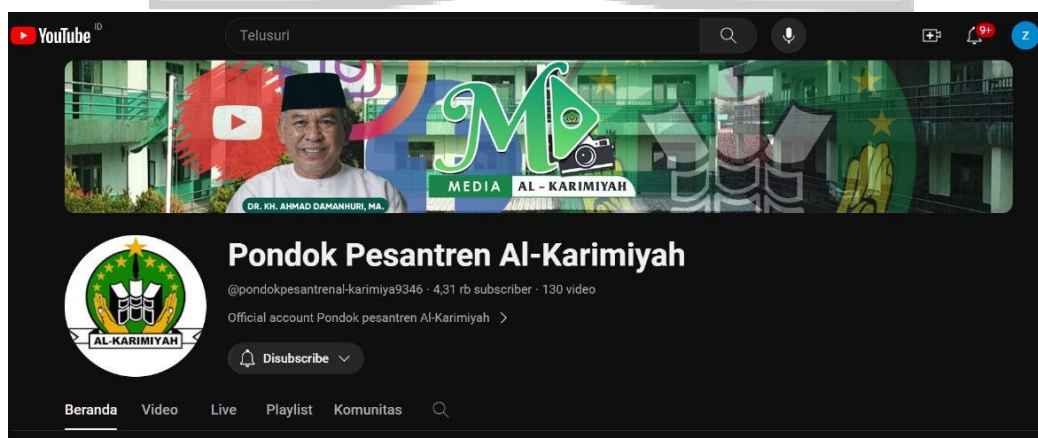 YouTube ID
Telusuri
9+
Z
MEDIA AL - KARIMIYAH
DR. KH. AHMAD DAMANHURI, MA.
Pondok Pesantren Al-Karimiyah
@pondokpesantrenal-karimiya9346 · 4,31 rb subscriber · 130 video
Official account Pondok pesantren Al-Karimiyah >
AL-KARIMIYAH
Disubscribe
Beranda Video Live Playlist Komunitas